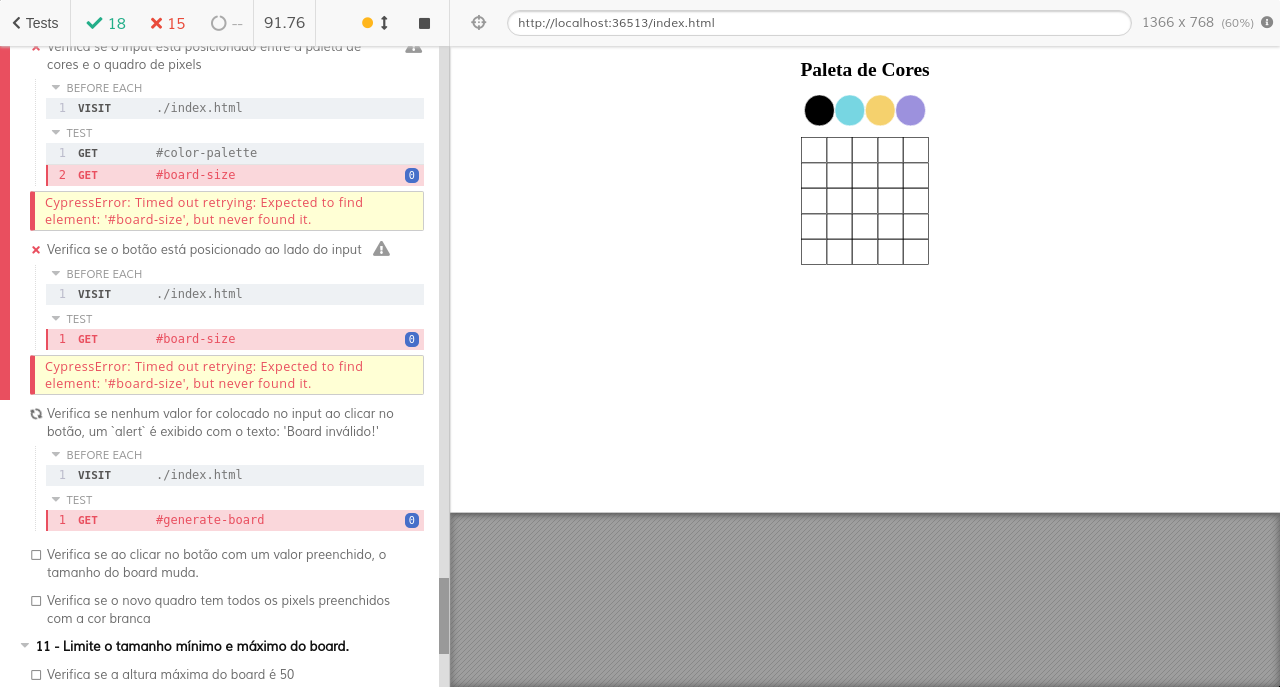 Tests 18 15 -- 91.76
http://localhost:36513/index.html 1366 x 768 (60%)
Verifica se o input está posicionado entre a paleta de
cores e o quadro de pixels
BEFORE EACH
1 VISIT ./index.html
TEST
1 GET #color-palette
2 GET #board-size 0
CypressError: Timed out retrying: Expected to find
element: '#board-size', but never found it.
Verifica se o botão está posicionado ao lado do input
BEFORE EACH
1 VISIT ./index.html
TEST
1 GET #board-size 0
CypressError: Timed out retrying: Expected to find
element: '#board-size', but never found it.
Verifica se nenhum valor for colocado no input ao clicar no
botão, um `alert` é exibido com o texto: 'Board inválido!'
BEFORE EACH
1 VISIT ./index.html
TEST
1 GET #generate-board 0
Verifica se ao clicar no botão com um valor preenchido, o
tamanho do board muda.
Verifica se o novo quadro tem todos os pixels preenchidos
com a cor branca
11 - Limite o tamanho mínimo e máximo do board.
Verifica se a altura máxima do board é 50
Paleta de Cores